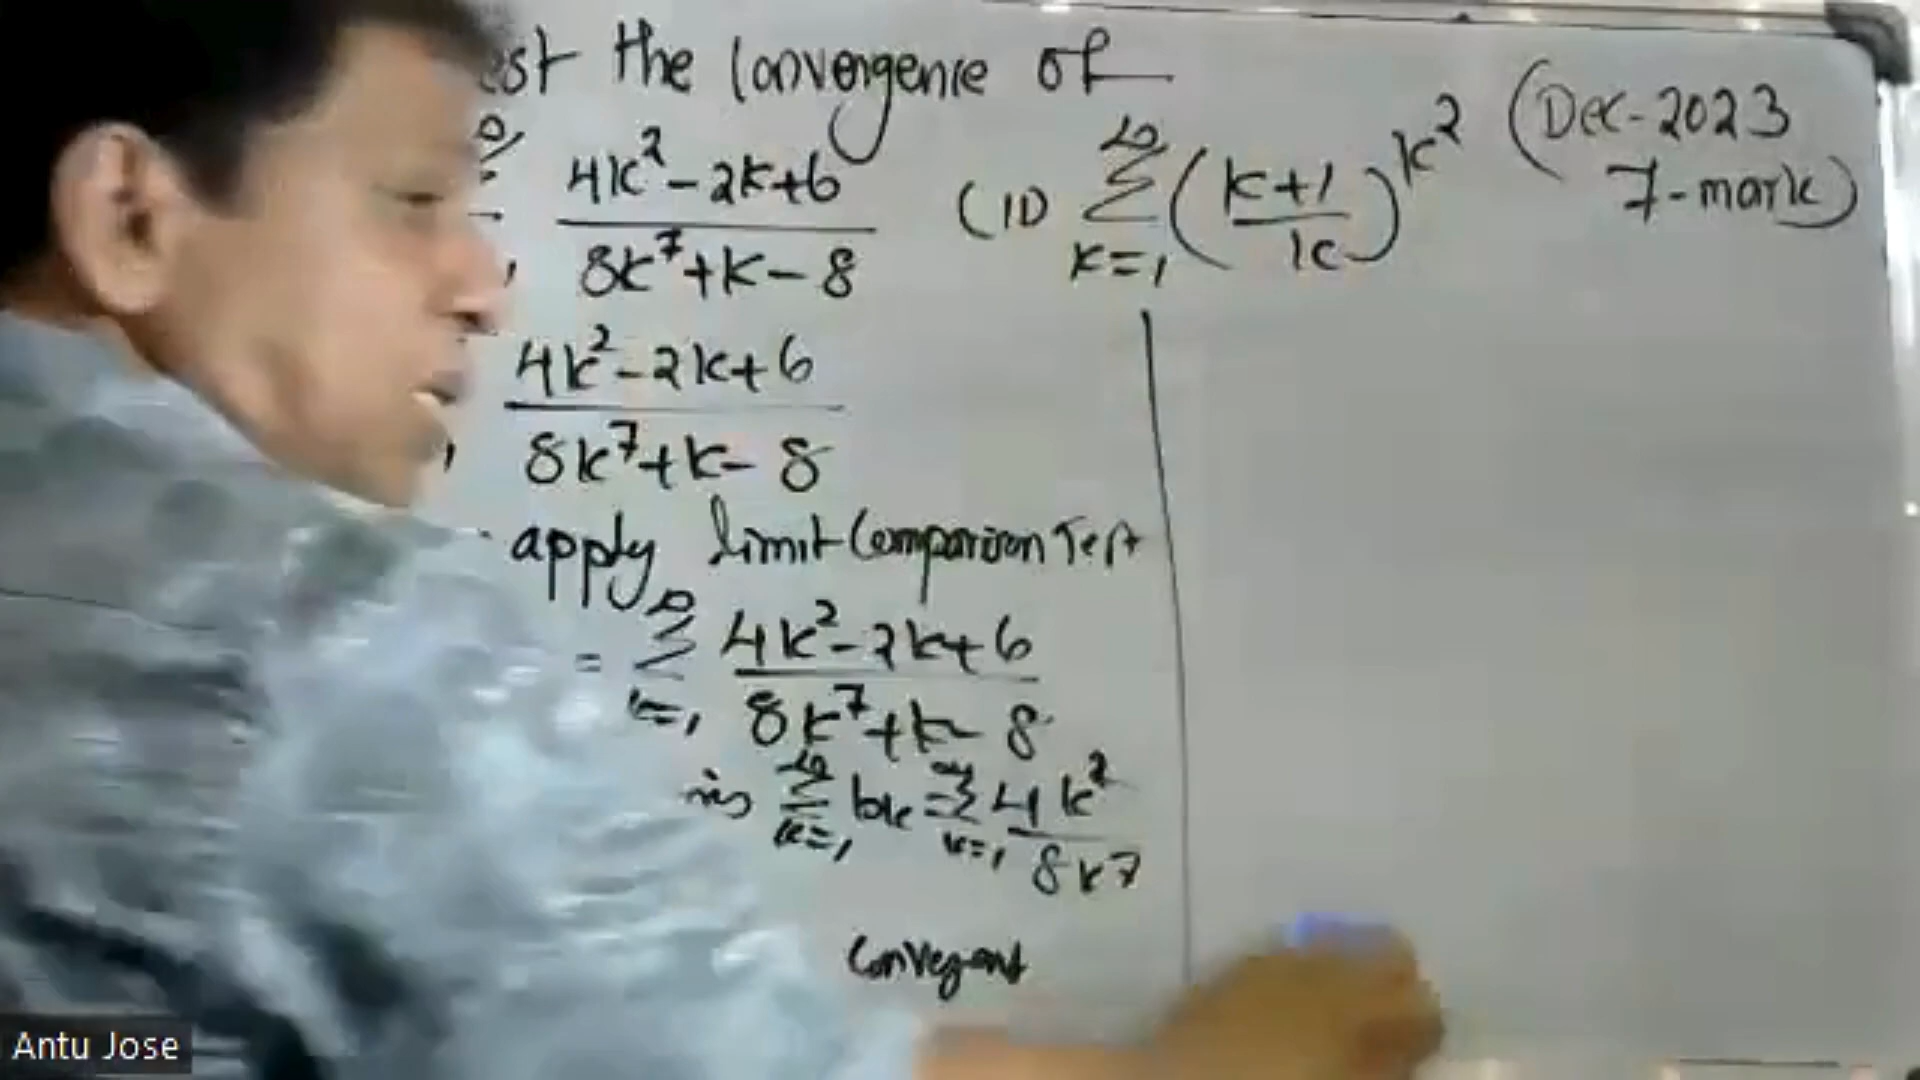 est the Convergence of
∞ 4k²-2k+6 / 8k⁷+k-8
(II) ∞ Σ k=1 (k+1 / k)^k² (Dec-2023 7-mark)
4k²-2k+6 / 8k⁷+k-8
apply limit Comparison Test
= ∞ Σ k=1 4k²-2k+6 / 8k⁷+k-8
∞ Σ k=1 bk = ∞ Σ k=1 4k² / 8k7
Convegent
Antu Jose